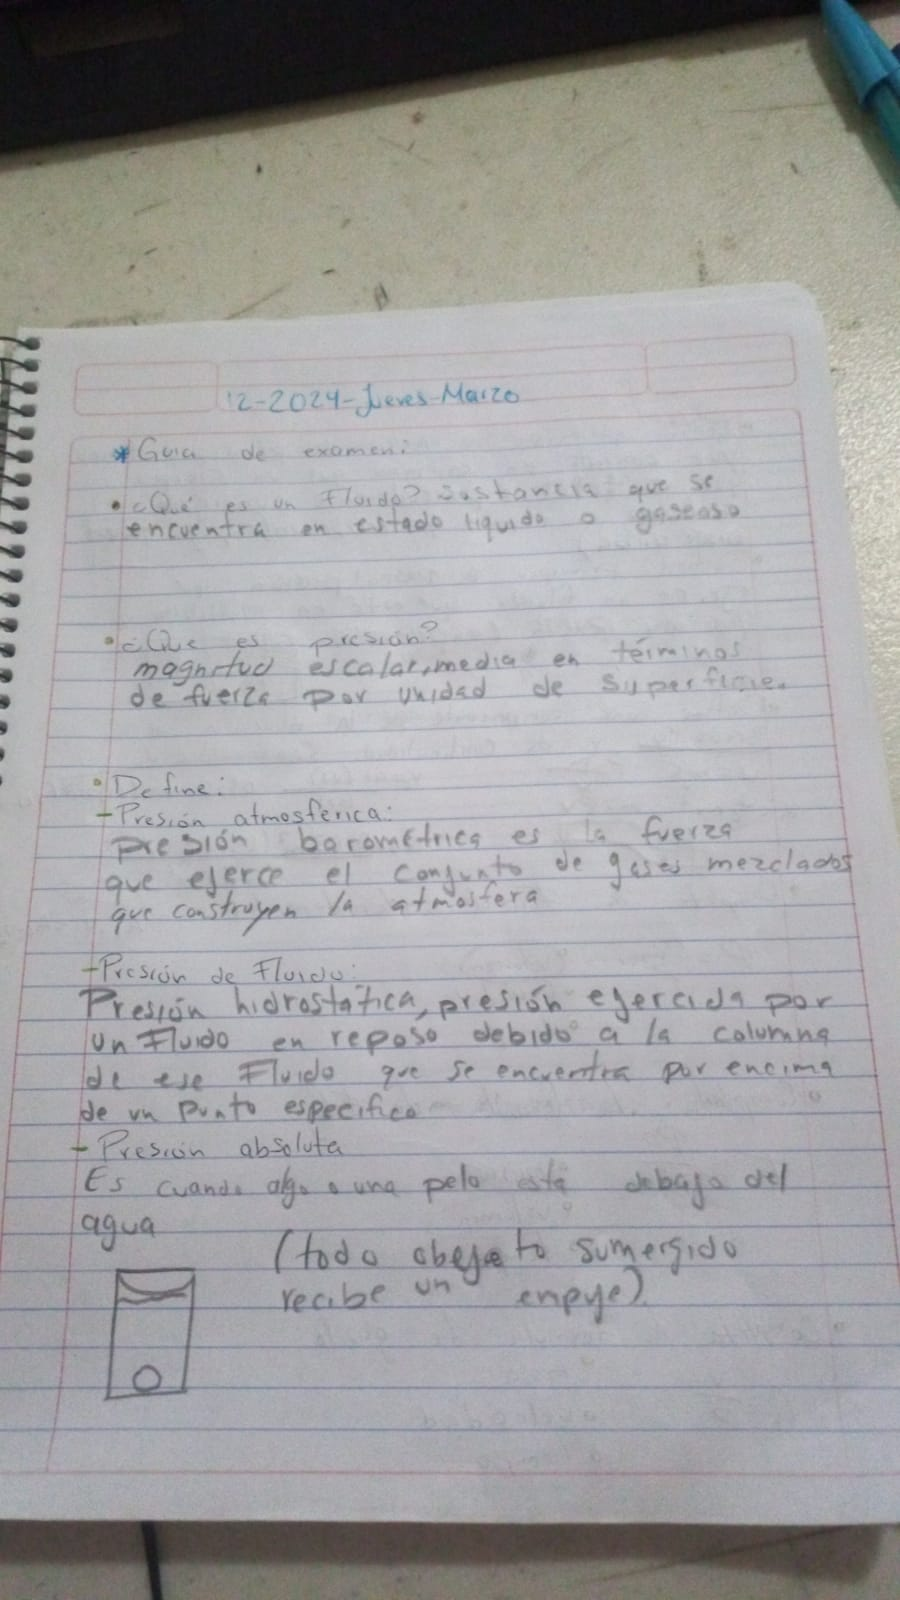 12-2024-Jueves-Marzo
* Guia de examen:
• ¿Qué es un Fluido? Sustancia que se
encuentra en estado liquido o gaseoso
• ¿Que es presión?
magnitud escalar, media en términos
de fuerza por unidad de superficie.
• Define:
- Presión atmosférica:
presión barométrica es la fuerza
que ejerce el conjunto de gases mezclados
que construyen la atmosfera
- Presión de Fluido:
Presión hidrostática, presión ejercida por
un Fluido en reposo debido a la columna
de ese Fluido que se encuentra por encima
de un punto especifico
- Presión absoluta
Es cuando algo o una pelo está debajo del
agua
(todo obejeto sumergido
recibe un enpye)